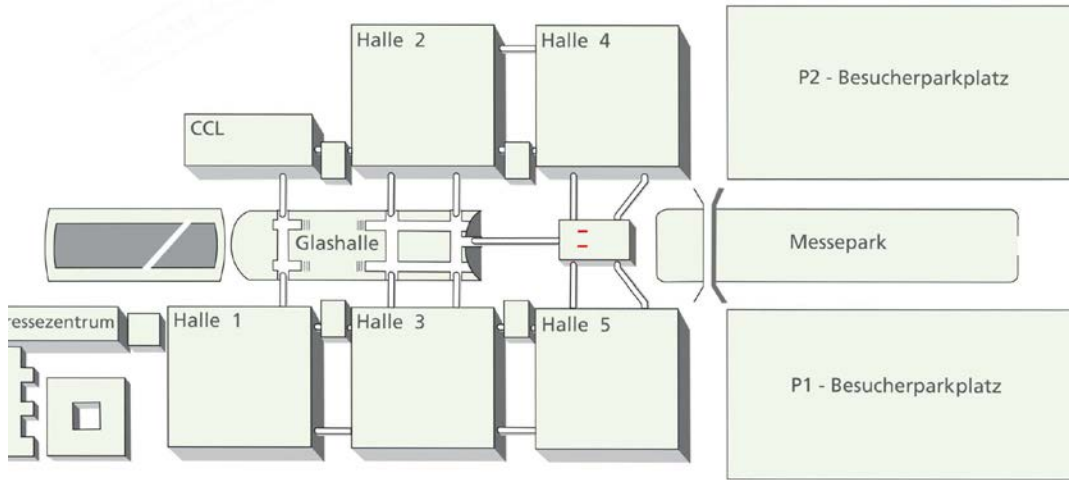 Halle 2
Halle 4
P2 - Besucherparkplatz
CCL
Glashalle
Messepark
ressezentrum
Halle 1
Halle 3
Halle 5
P1 - Besucherparkplatz